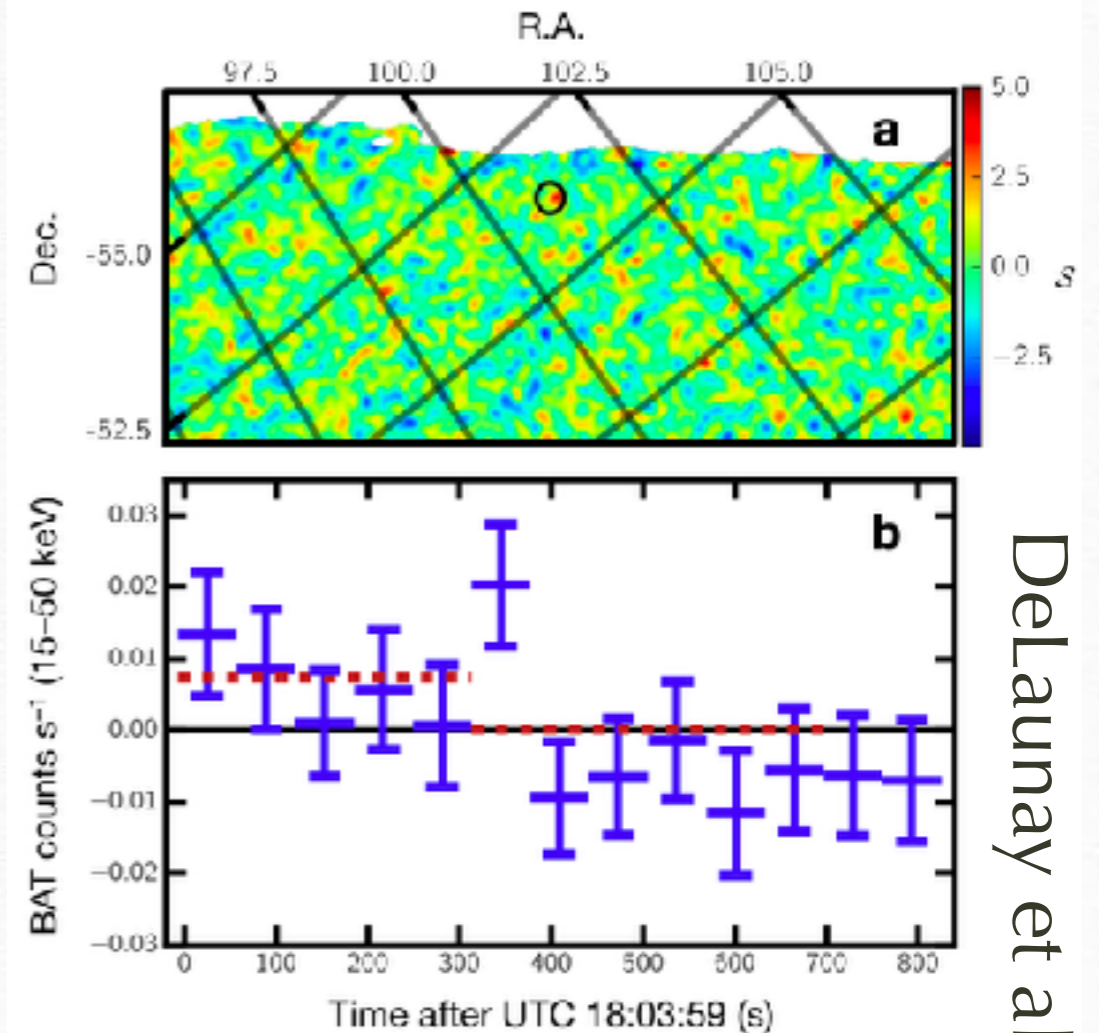 R.A.
97.5 100.0 102.5 105.0
a
5.0
2.5
0.0
−2.5
s
Dec.
-55.0
-52.5
b
BAT counts s⁻¹ (15–50 keV)
0.03
0.02
0.01
0.00
−0.01
−0.02
−0.03
0 100 200 300 400 500 600 700 800
Time after UTC 18:03:59 (s)
DeLaunay et al